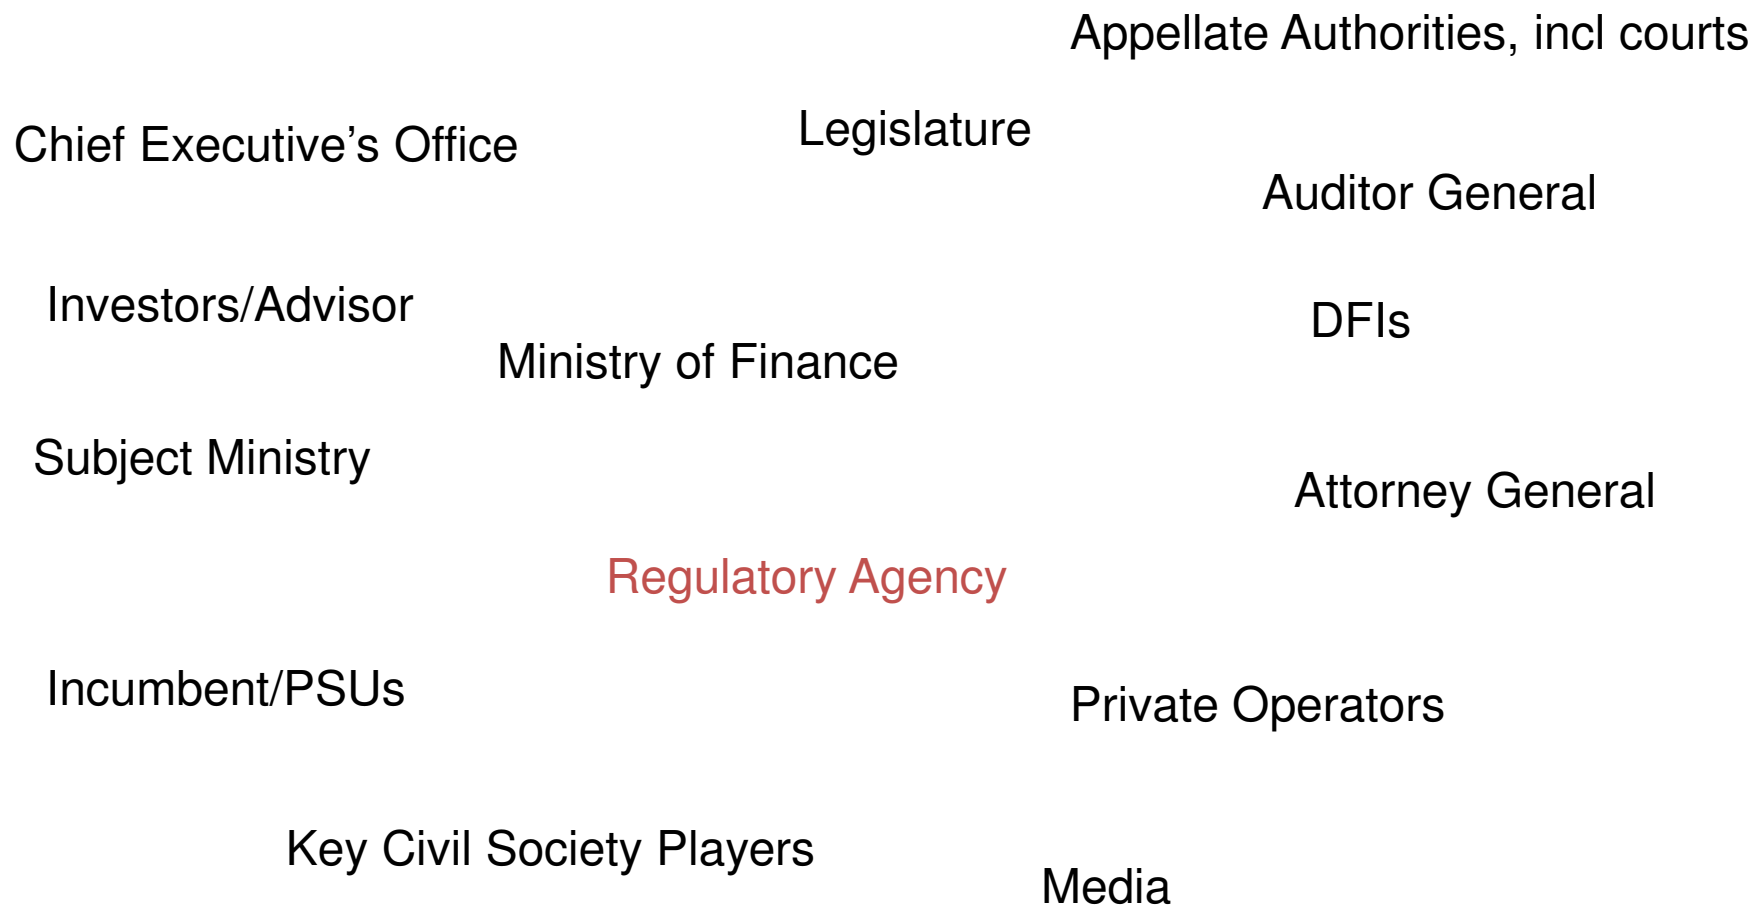 Appellate Authorities, incl courts
Legislature
Chief Executive’s Office
Auditor General
Investors/Advisor
DFIs
Ministry of Finance
Subject Ministry
Attorney General
Regulatory Agency
Incumbent/PSUs
Private Operators
Key Civil Society Players
Media